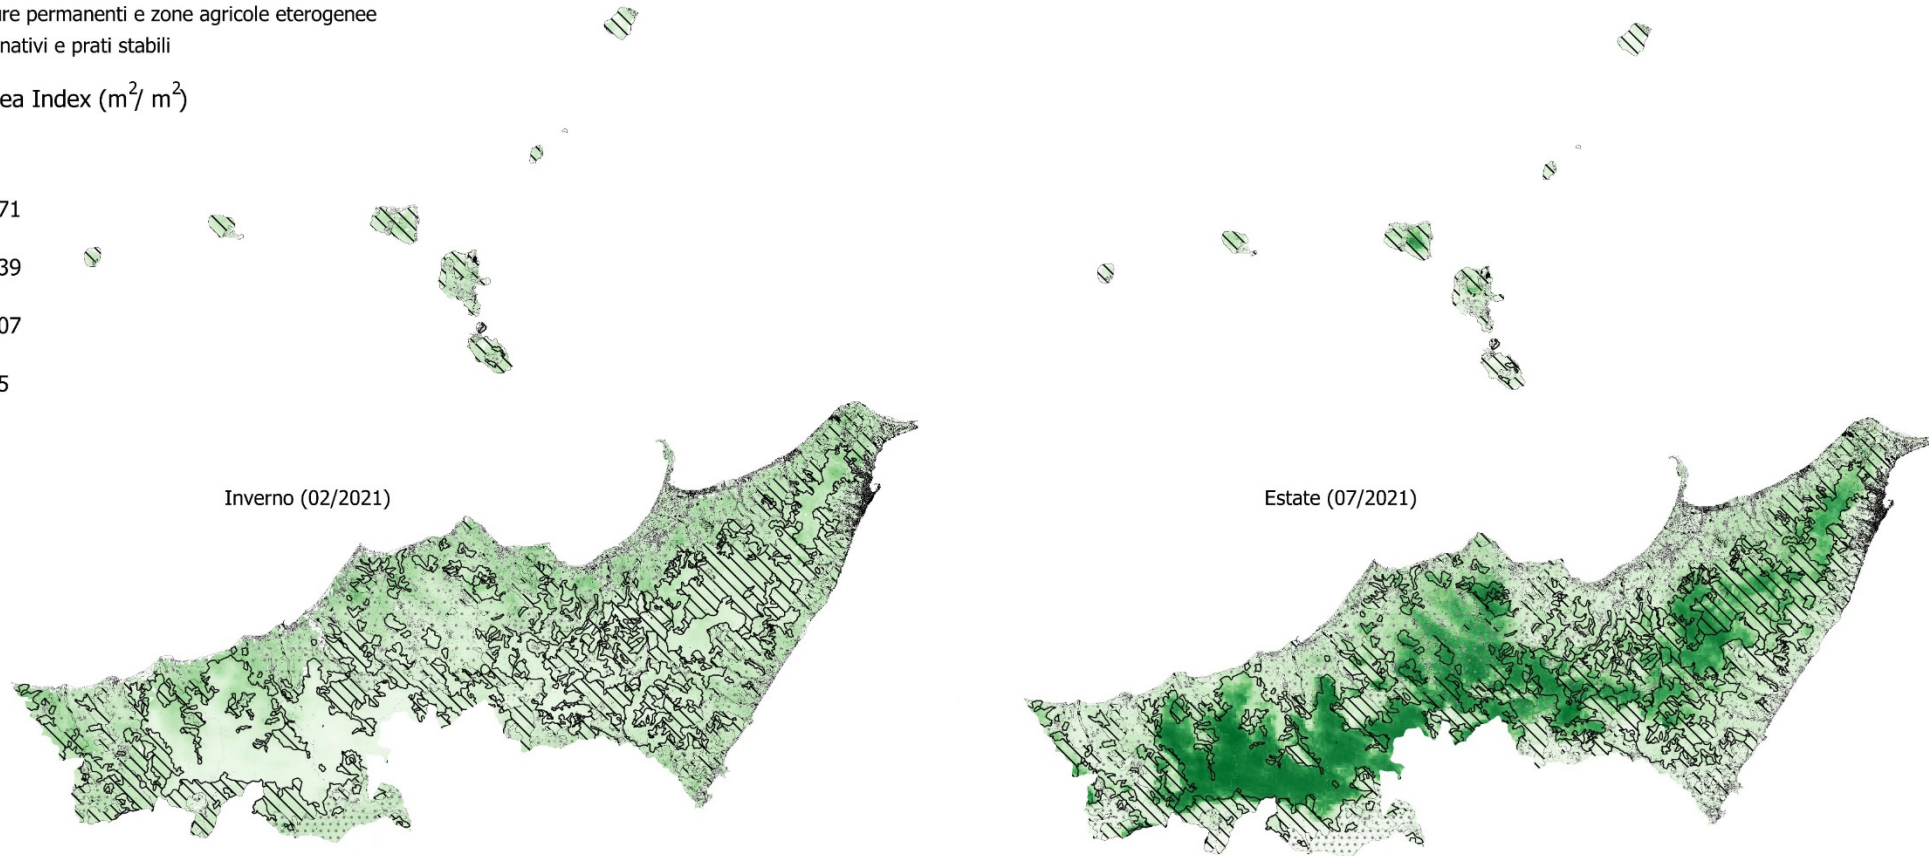 re permanenti e zone agricole eterogenee
nativi e prati stabili
ea Index (m²/ m²)
71
39
07
5
Inverno (02/2021)
Estate (07/2021)